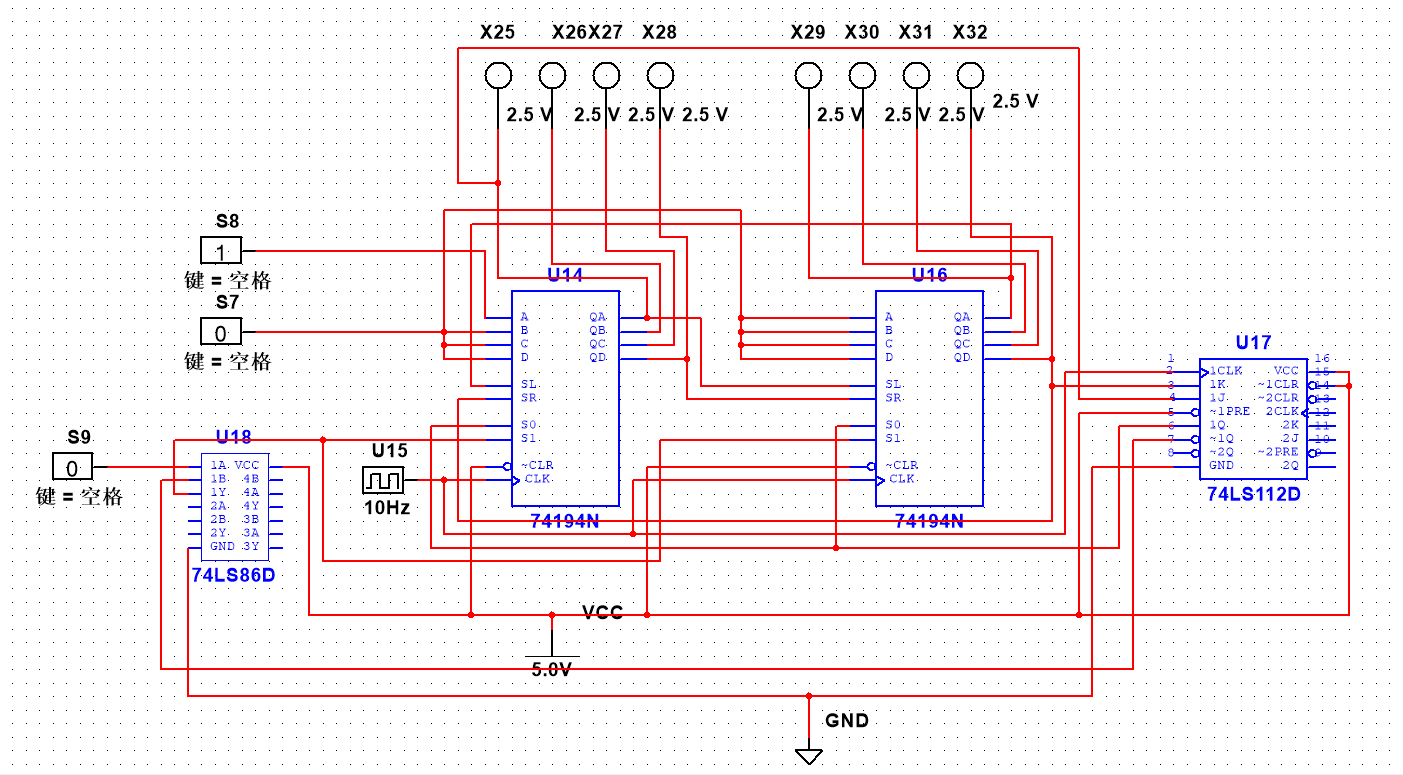 X25 X26X27 X28 X29 X30 X31 X32
2.5 V 2.5 V 2.5 V 2.5 V 2.5 V 2.5 V 2.5 V 2.5 V
S8
1
键 = 空格
S7
0
键 = 空格
S9
0
键 = 空格
U18
1A VCC
1B 4B
1Y 4A
2A 4Y
2B 3B
2Y 3A
GND 3Y
74LS86D
U15
10Hz
U14
A QA
B QB
C QC
D QD
SL
SR
S0
S1
~CLR
CLK
74194N
U16
A QA
B QB
C QC
D QD
SL
SR
S0
S1
~CLR
CLK
74194N
U17
1 16
2 1CLK VCC 15
3 1K ~1CLR 14
4 1J ~2CLR 13
5 ~1PRE 2CLK 12
6 1Q 2K 11
7 ~1Q 2J 10
8 ~2Q ~2PRE 9
GND 2Q
74LS112D
VCC
5.0V
GND